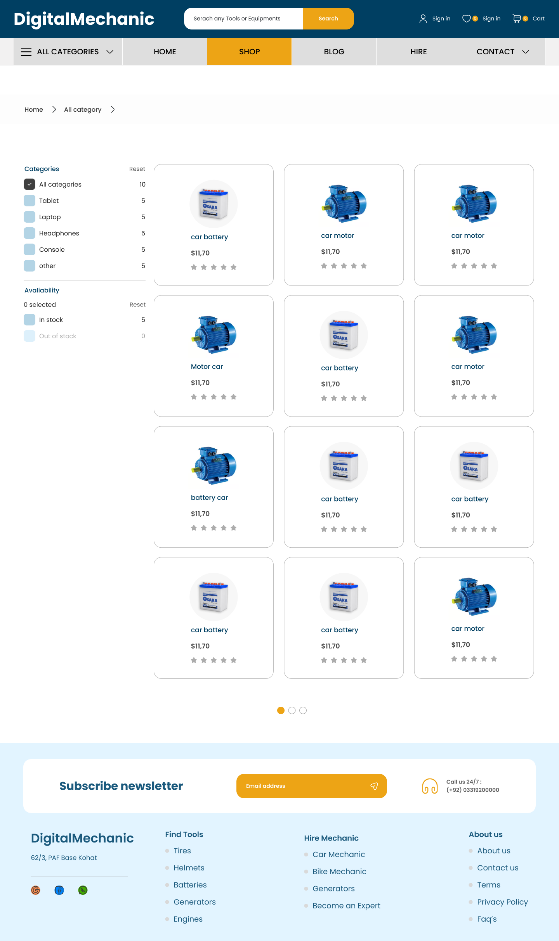 DigitalMechanic
Serach any Tools or Equipments
Search
Sign in
Sign in
Cart
ALL CATEGORIES
HOME
SHOP
BLOG
HIRE
CONTACT
Home
All category
Categories
Reset
All categories
10
Tablet
5
Laptop
5
Headphones
5
Console
5
other
5
Availability
0 selected
Reset
In stock
5
Out of stock
0
car battery
$11,70
car motor
$11,70
car motor
$11,70
Motor car
$11,70
car battery
$11,70
car motor
$11,70
battery car
$11,70
car battery
$11,70
car battery
$11,70
car battery
$11,70
car battery
$11,70
car motor
$11,70
Subscribe newsletter
Email address
Call us 24/7 :
(+92) 03319200000
DigitalMechanic
62/3, PAF Base Kohat
Find Tools
Tires
Helmets
Batteries
Generators
Engines
Hire Mechanic
Car Mechanic
Bike Mechanic
Generators
Become an Expert
About us
About us
Contact us
Terms
Privacy Policy
Faq's